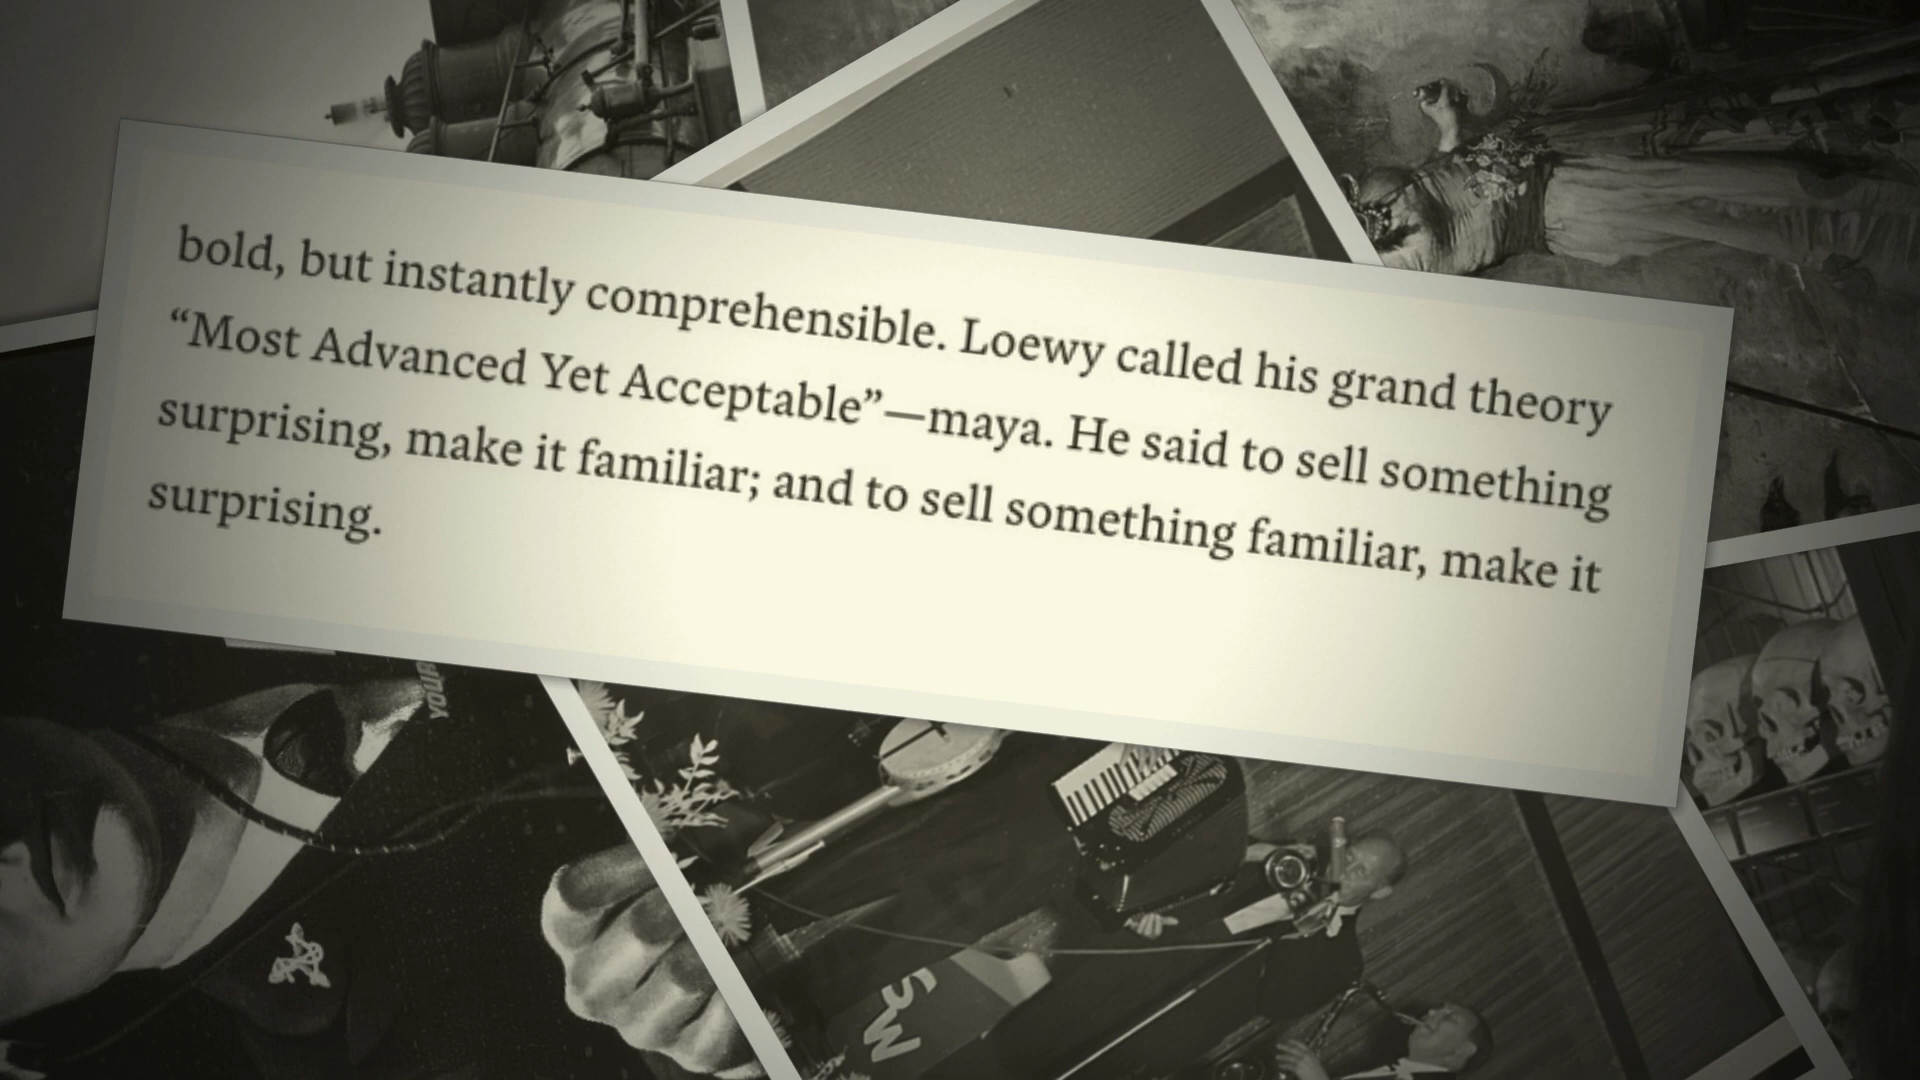 bold, but instantly comprehensible. Loewy called his grand theory
“Most Advanced Yet Acceptable”—maya. He said to sell something
surprising, make it familiar; and to sell something familiar, make it
surprising.